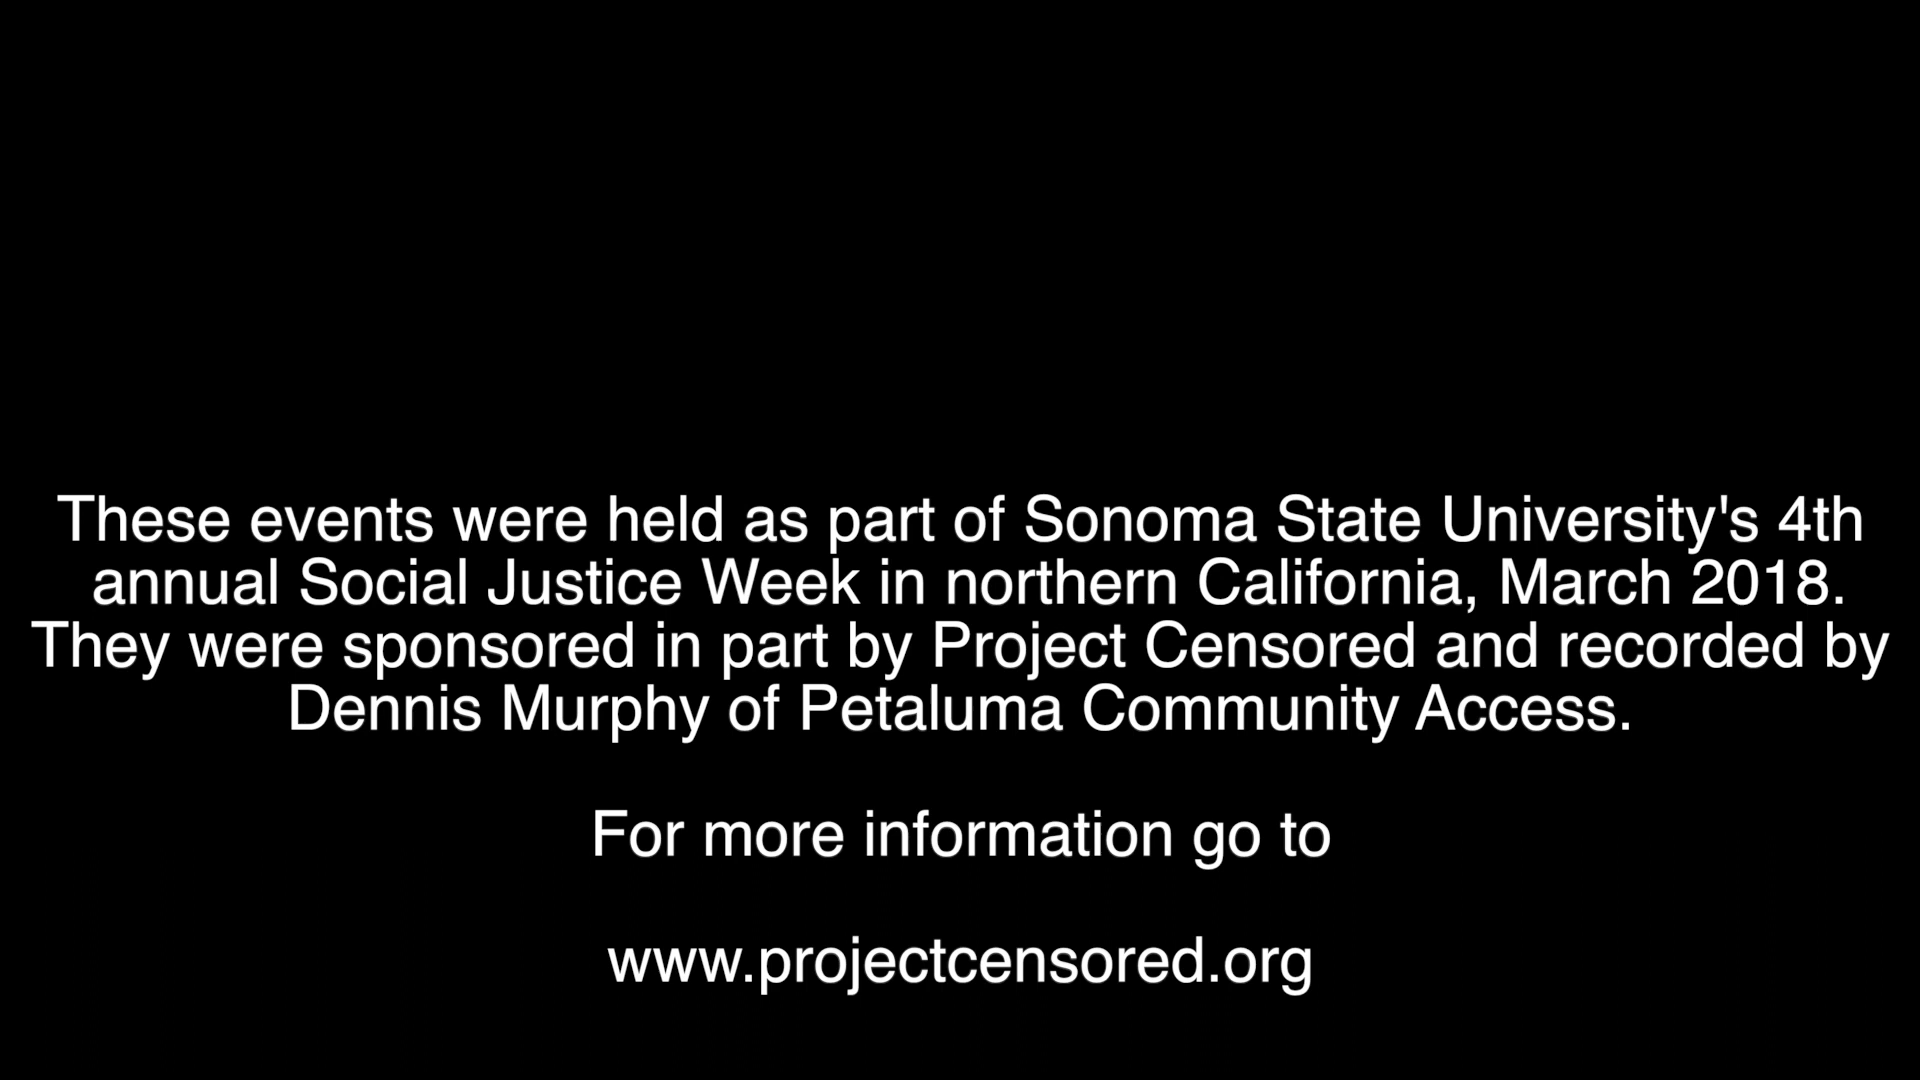 These events were held as part of Sonoma State University's 4th
annual Social Justice Week in northern California, March 2018.
They were sponsored in part by Project Censored and recorded by
Dennis Murphy of Petaluma Community Access.
For more information go to
www.projectcensored.org